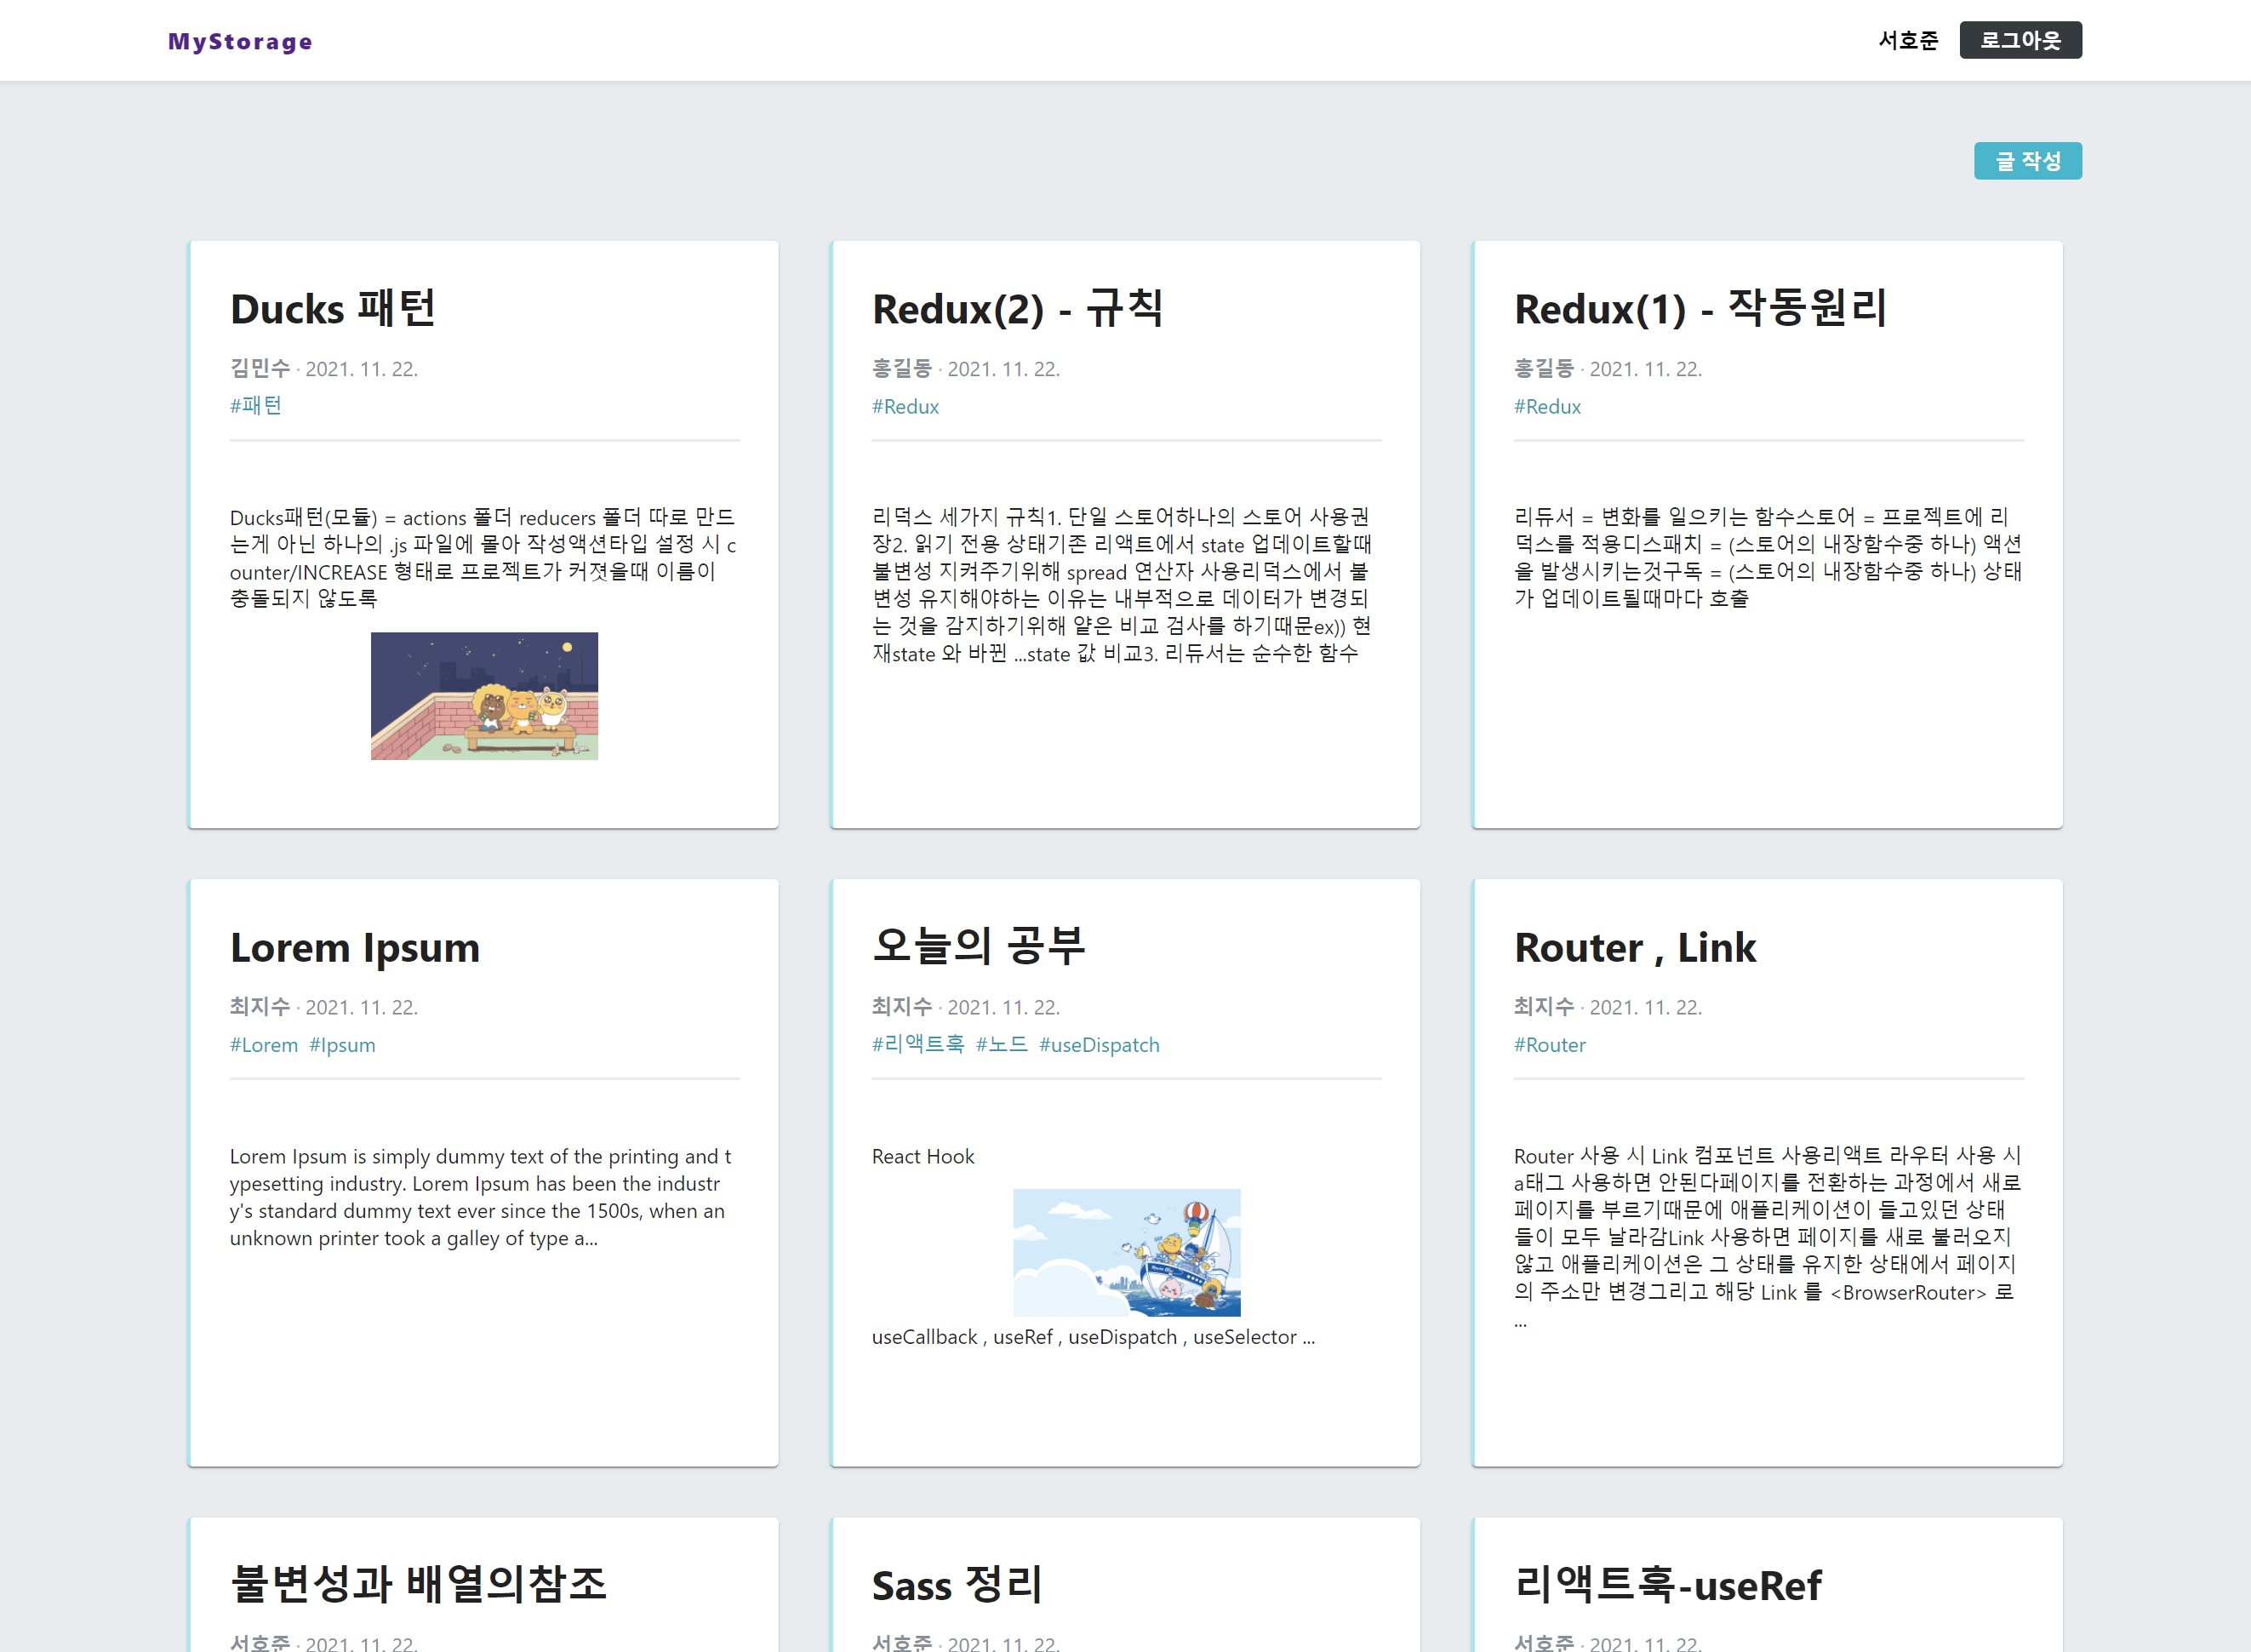 MyStorage
서호준
로그아웃
글 작성
Ducks 패턴
김민수 · 2021. 11. 22.
#패턴
Ducks패턴(모듈) = actions 폴더 reducers 폴더 따로 만드
는게 아닌 하나의 .js 파일에 몰아 작성액션타입 설정 시 c
ounter/INCREASE 형태로 프로젝트가 커졋을때 이름이
충돌되지 않도록
Redux(2) - 규칙
홍길동 · 2021. 11. 22.
#Redux
리덕스 세가지 규칙1. 단일 스토어하나의 스토어 사용권
장2. 읽기 전용 상태기존 리액트에서 state 업데이트할때
불변성 지켜주기위해 spread 연산자 사용리덕스에서 불
변성 유지해야하는 이유는 내부적으로 데이터가 변경되
는 것을 감지하기위해 얕은 비교 검사를 하기때문ex)) 현
재state 와 바뀐 ...state 값 비교3. 리듀서는 순수한 함수
Redux(1) - 작동원리
홍길동 · 2021. 11. 22.
#Redux
리듀서 = 변화를 일으키는 함수스토어 = 프로젝트에 리
덕스를 적용디스패치 = (스토어의 내장함수중 하나) 액션
을 발생시키는것구독 = (스토어의 내장함수중 하나) 상태
가 업데이트될때마다 호출
Lorem Ipsum
최지수 · 2021. 11. 22.
#Lorem #Ipsum
Lorem Ipsum is simply dummy text of the printing and t
ypesetting industry. Lorem Ipsum has been the industr
y's standard dummy text ever since the 1500s, when an
unknown printer took a galley of type a...
오늘의 공부
최지수 · 2021. 11. 22.
#리액트훅 #노드 #useDispatch
React Hook
useCallback , useRef , useDispatch , useSelector ...
Router , Link
최지수 · 2021. 11. 22.
#Router
Router 사용 시 Link 컴포넌트 사용리액트 라우터 사용 시
a태그 사용하면 안된다페이지를 전환하는 과정에서 새로
페이지를 부르기때문에 애플리케이션이 들고있던 상태
들이 모두 날라감Link 사용하면 페이지를 새로 불러오지
않고 애플리케이션은 그 상태를 유지한 상태에서 페이지
의 주소만 변경그리고 해당 Link 를 <BrowserRouter> 로
...
불변성과 배열의참조
서호준 · 2021. 11. 22.
Sass 정리
서호준 · 2021. 11. 22.
리액트훅-useRef
서호준 · 2021. 11. 22.